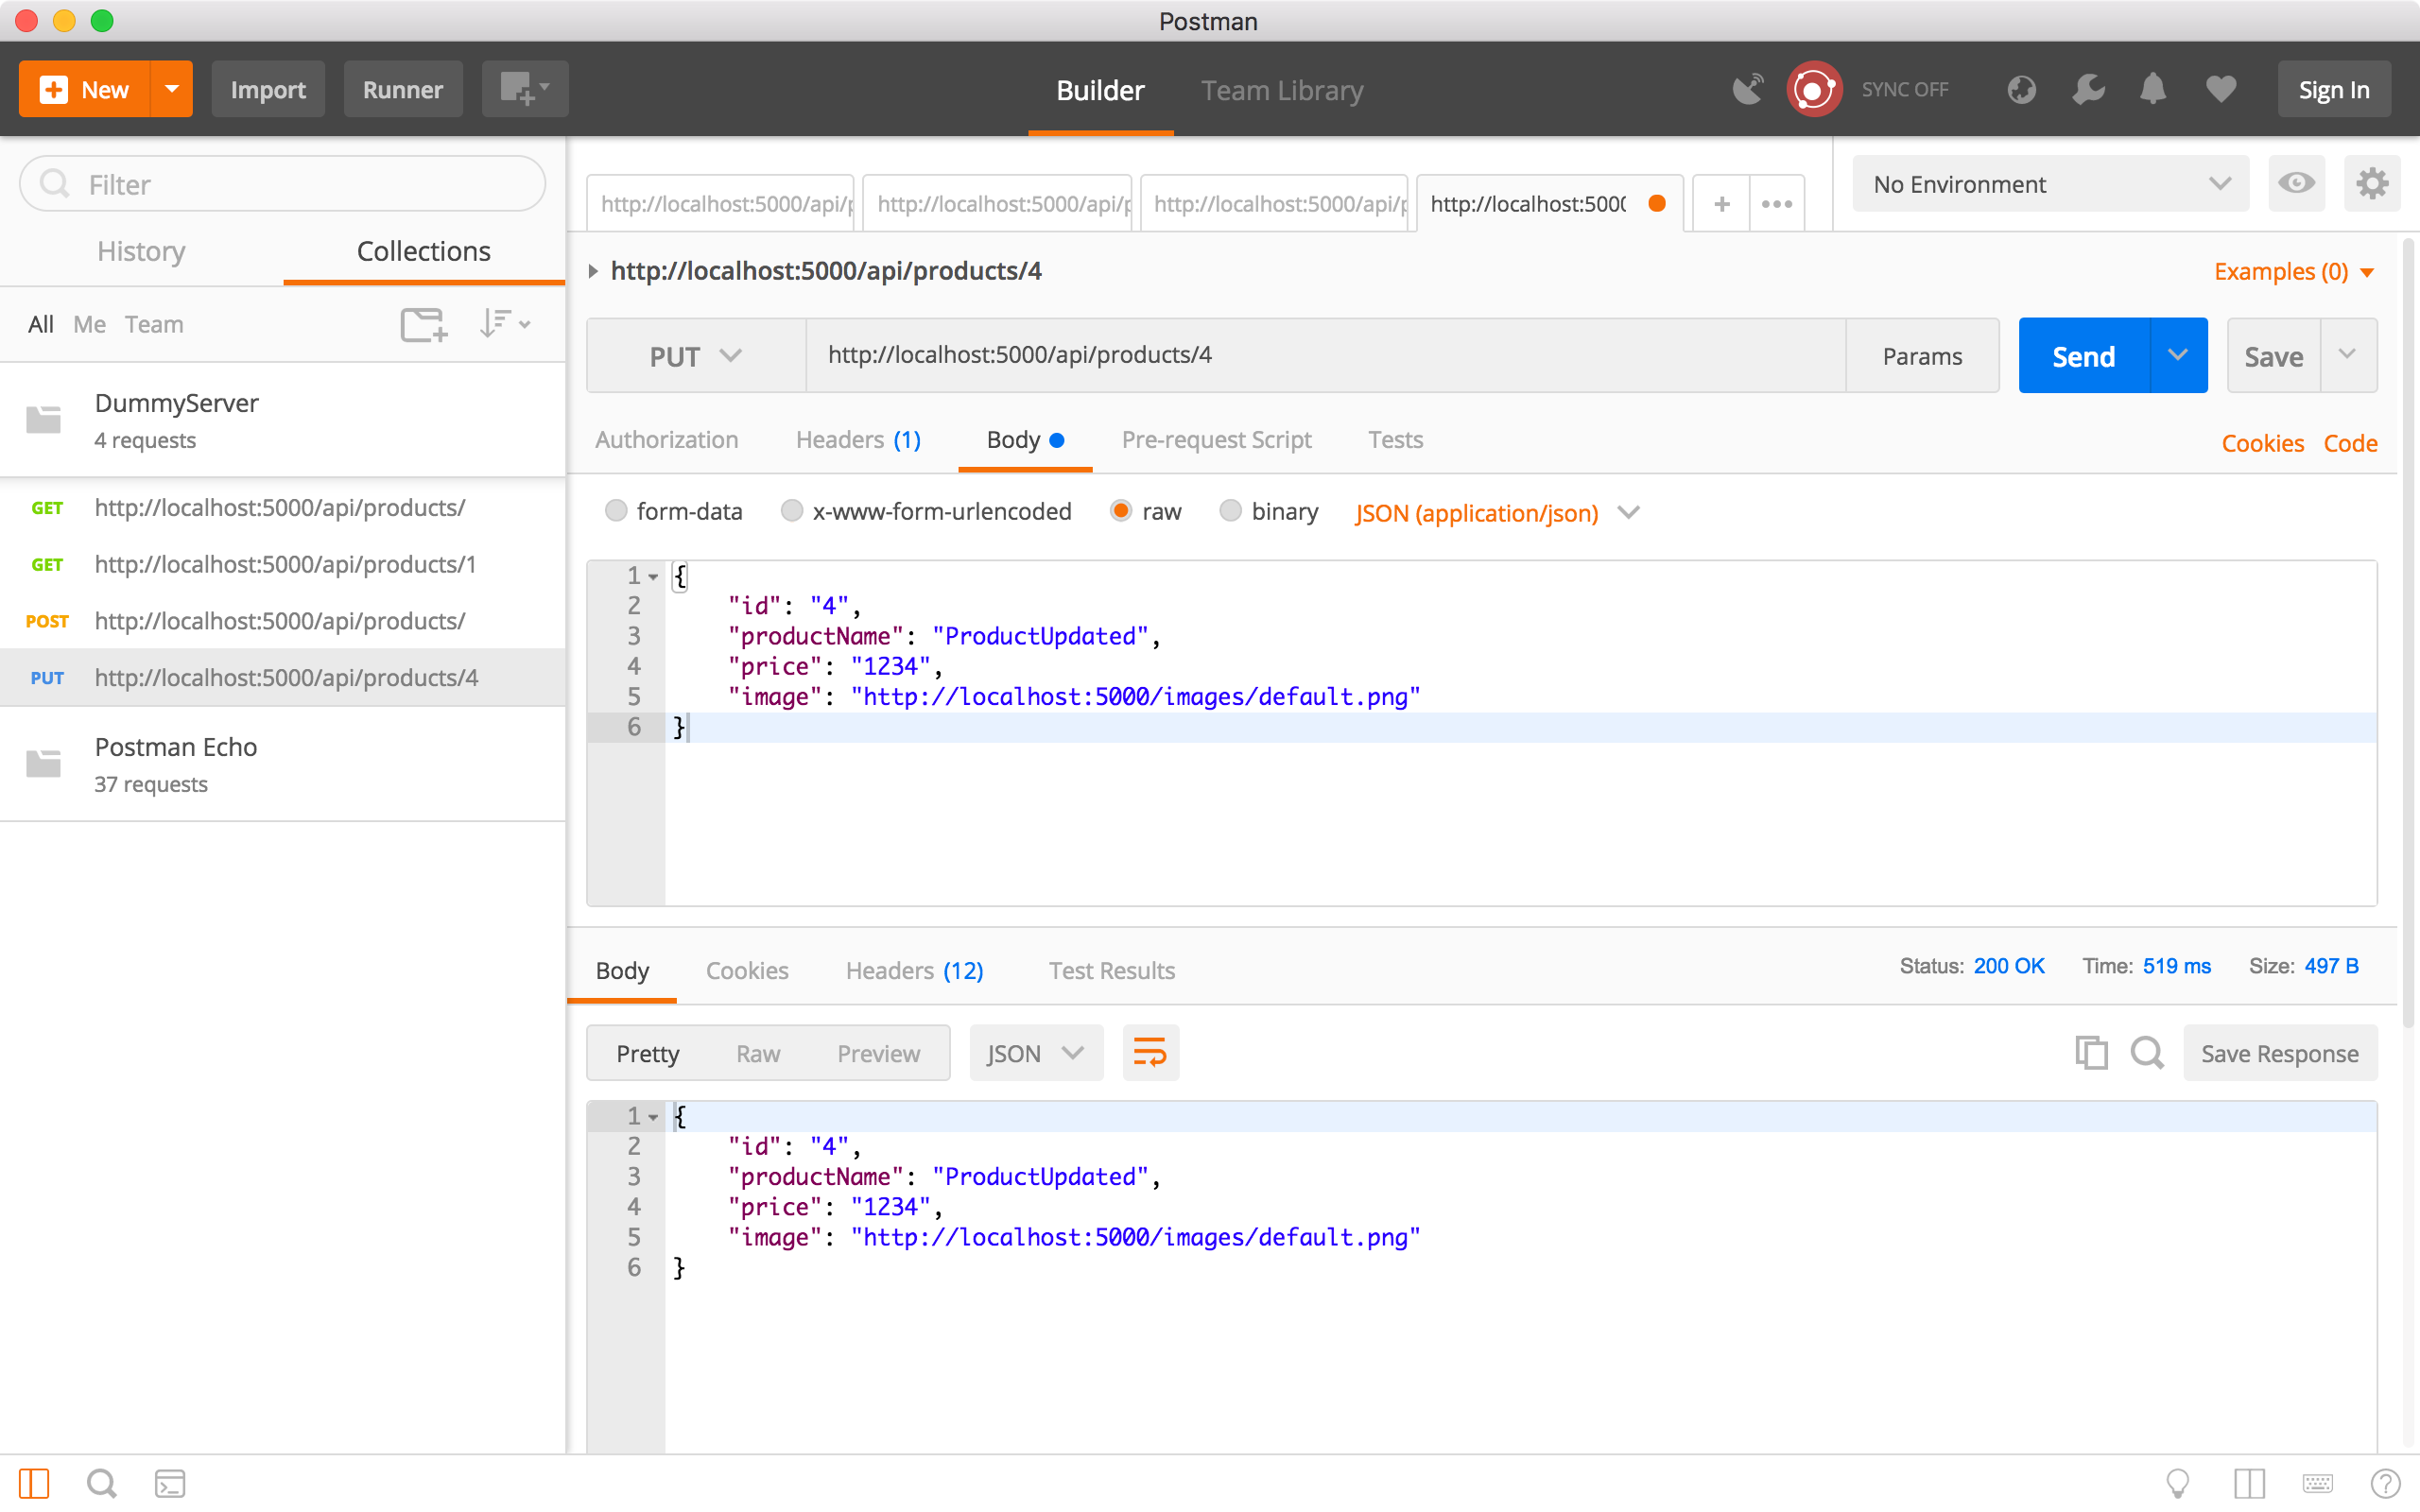 Postman
New Import Runner Builder Team Library SYNC OFF Sign In
Filter
History Collections
All Me Team
DummyServer
4 requests
GET http://localhost:5000/api/products/
GET http://localhost:5000/api/products/1
POST http://localhost:5000/api/products/
PUT http://localhost:5000/api/products/4
Postman Echo
37 requests
http://localhost:5000/api/p http://localhost:5000/api/p http://localhost:5000/api/p http://localhost:500( + No Environment
http://localhost:5000/api/products/4 Examples (0)
PUT http://localhost:5000/api/products/4 Params Send Save
Authorization Headers (1) Body Pre-request Script Tests Cookies Code
form-data x-www-form-urlencoded raw binary JSON (application/json)
1 {
2 "id": "4",
3 "productName": "ProductUpdated",
4 "price": "1234",
5 "image": "http://localhost:5000/images/default.png"
6 }
Body Cookies Headers (12) Test Results Status: 200 OK Time: 519 ms Size: 497 B
Pretty Raw Preview JSON Save Response
1 {
2 "id": "4",
3 "productName": "ProductUpdated",
4 "price": "1234",
5 "image": "http://localhost:5000/images/default.png"
6 }